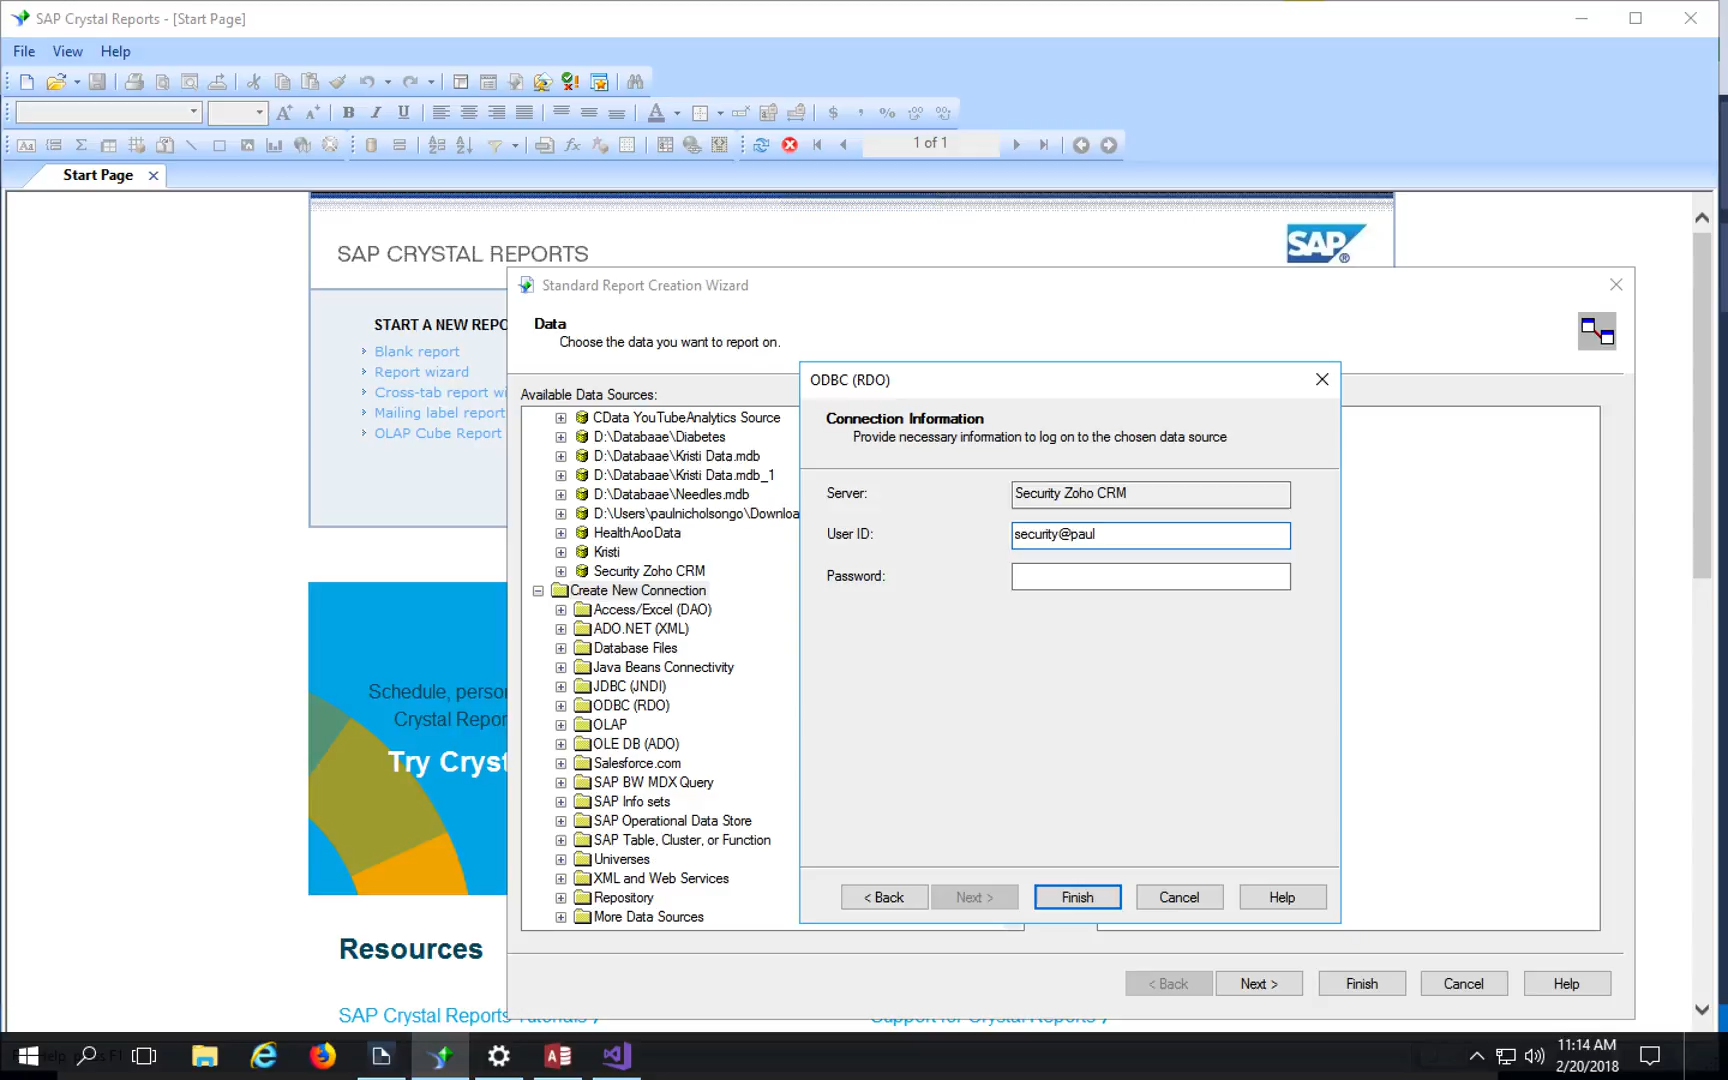 SAP Crystal Reports - [Start Page]
File View Help
1 of 1
Start Page
SAP CRYSTAL REPORTS
SAP
START A NEW REPO
Blank report
Report wizard
Cross-tab report wi
Mailing label report
OLAP Cube Report
Schedule, person
Crystal Repor
Try Cryst
Resources
SAP Crystal Reports Tutorials
Support for Crystal Reports
Standard Report Creation Wizard
Data
Choose the data you want to report on.
Available Data Sources:
CData YouTubeAnalytics Source
D:\Databaae\Diabetes
D:\Databaae\Kristi Data.mdb
D:\Databaae\Kristi Data.mdb_1
D:\Databaae\Needles.mdb
D:\Users\paulnicholsongo\Downloa
HealthAooData
Kristi
Security Zoho CRM
Create New Connection
Access/Excel (DAO)
ADO.NET (XML)
Database Files
Java Beans Connectivity
JDBC (JNDI)
ODBC (RDO)
OLAP
OLE DB (ADO)
Salesforce.com
SAP BW MDX Query
SAP Info sets
SAP Operational Data Store
SAP Table, Cluster, or Function
Universes
XML and Web Services
Repository
More Data Sources
ODBC (RDO)
Connection Information
Provide necessary information to log on to the chosen data source
Server: Security Zoho CRM
User ID: security@paul
Password:
< Back Next > Finish Cancel Help
< Back Next > Finish Cancel Help
11:14 AM
2/20/2018